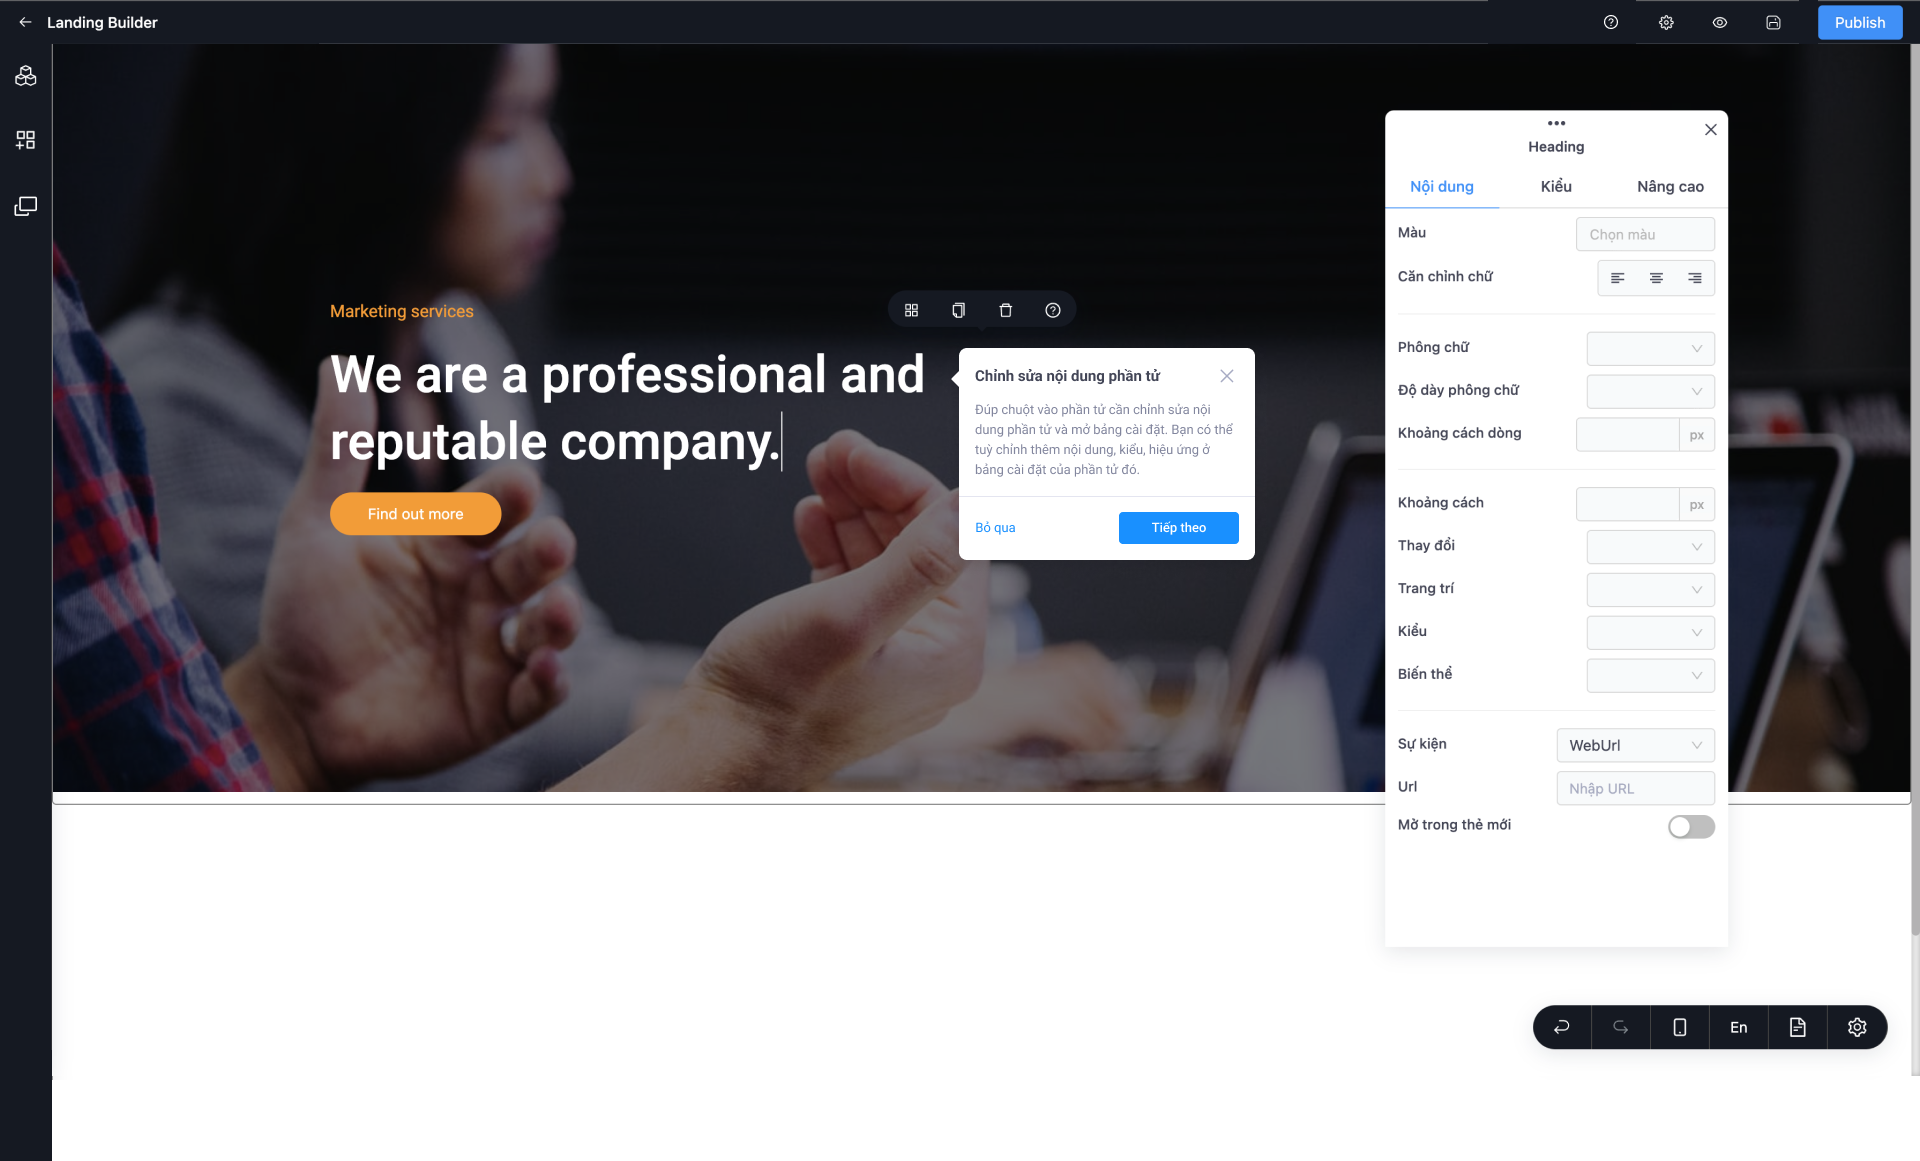 Landing Builder
Publish
Marketing services
We are a professional and
reputable company.
Find out more
Chỉnh sửa nội dung phần tử
Đúp chuột vào phần tử cần chỉnh sửa nội
dung phần tử và mở bảng cài đặt. Bạn có thể
tuỳ chỉnh thêm nội dung, kiểu, hiệu ứng ở
bảng cài đặt của phần tử đó.
Bỏ qua
Tiếp theo
Heading
Nội dung
Kiểu
Nâng cao
Màu
Chọn màu
Căn chỉnh chữ
Phông chữ
Độ dày phông chữ
Khoảng cách dòng
px
Khoảng cách
px
Thay đổi
Trang trí
Kiểu
Biến thể
Sự kiện
WebUrl
Url
Nhập URL
Mở trong thẻ mới
En